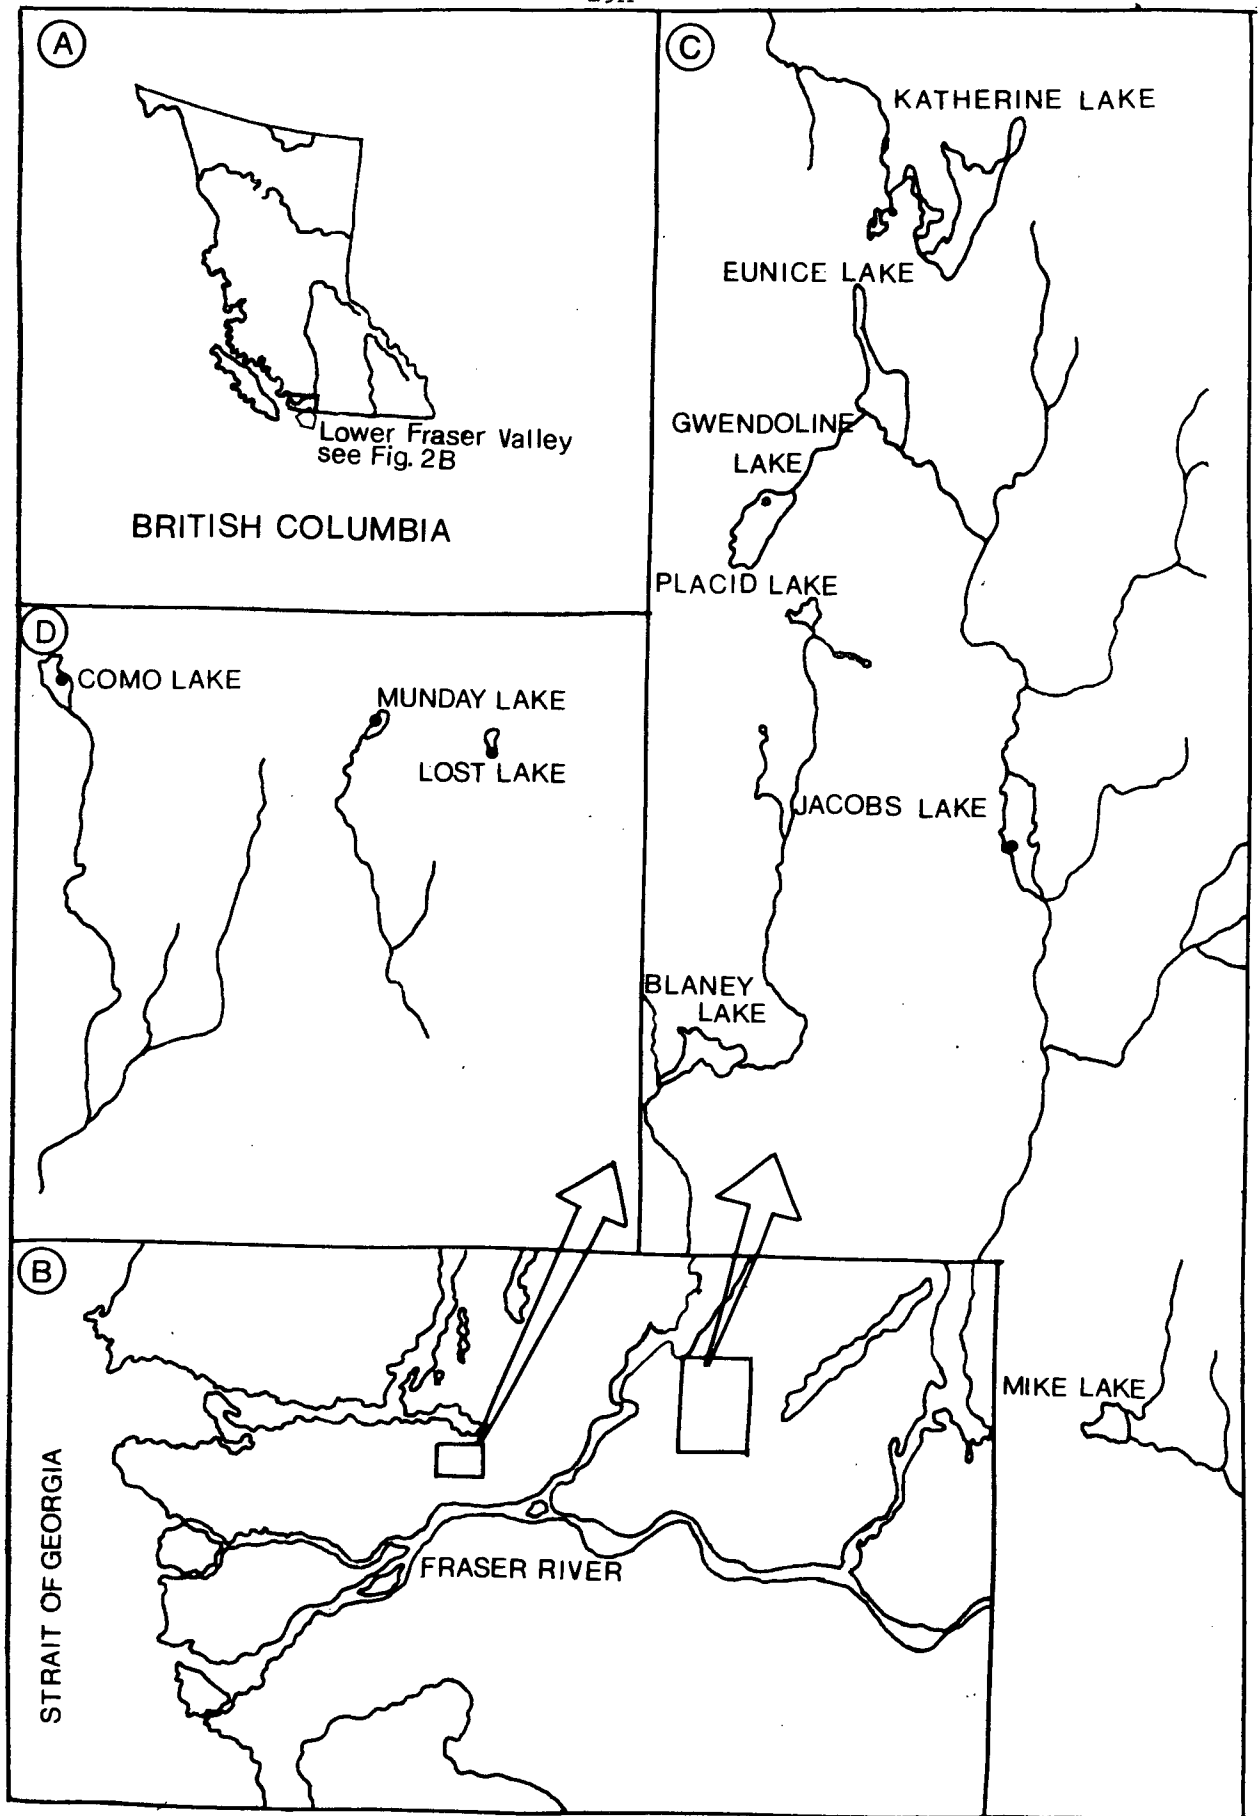 A
Lower Fraser Valley
see Fig. 2B
BRITISH COLUMBIA
C
KATHERINE LAKE
EUNICE LAKE
GWENDOLINE
LAKE
PLACID LAKE
JACOBS LAKE
BLANEY
LAKE
MIKE LAKE
D
COMO LAKE
MUNDAY LAKE
LOST LAKE
B
STRAIT OF GEORGIA
FRASER RIVER